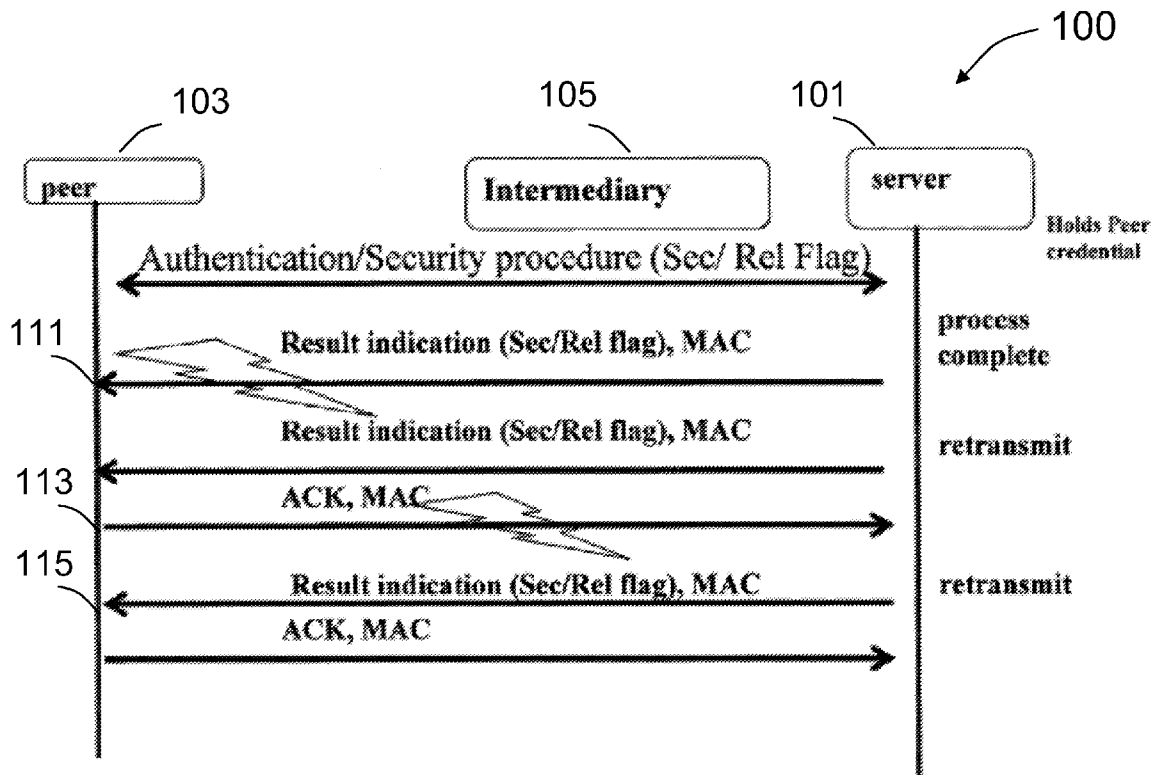 100
103
105
101
peer
Intermediary
server
Holds Peer
credential
Authentication/Security procedure (Sec/ Rel Flag)
process
complete
111
Result indication (Sec/Rel flag), MAC
Result indication (Sec/Rel flag), MAC
retransmit
113
ACK, MAC
115
Result indication (Sec/Rel flag), MAC
retransmit
ACK, MAC